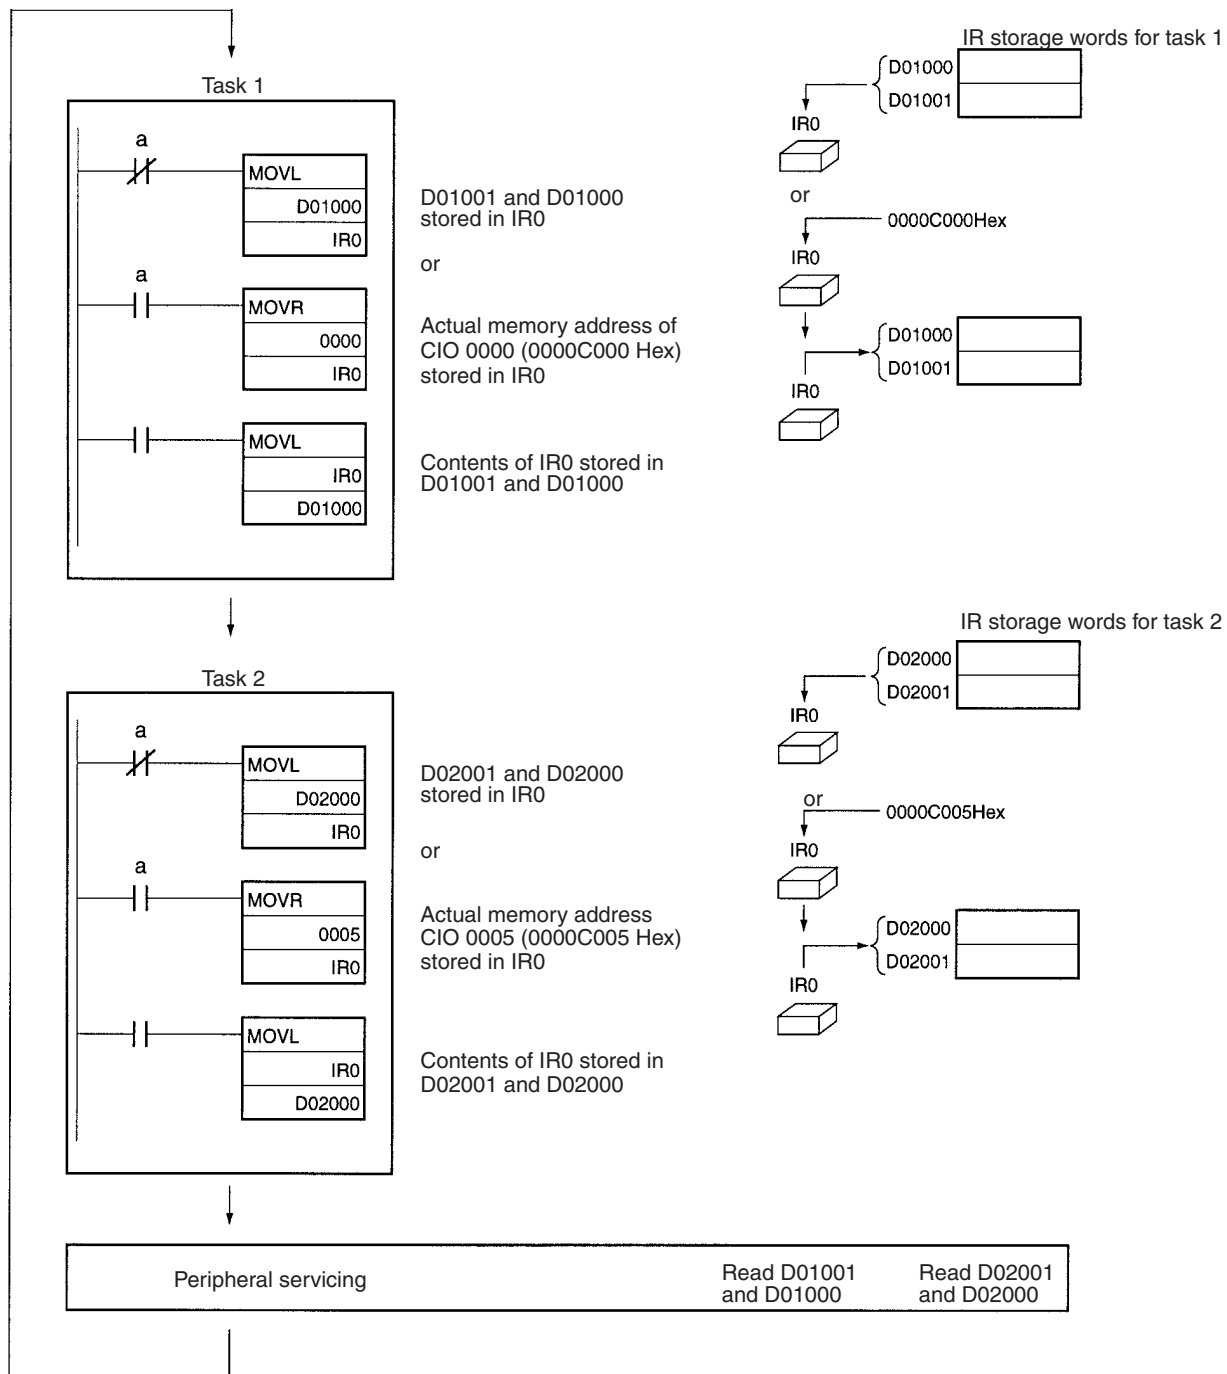 Task 1
a
MOVL
D01000
IR0
a
MOVR
0000
IR0
MOVL
IR0
D01000
D01001 and D01000
stored in IR0
or
Actual memory address of
CIO 0000 (0000C000 Hex)
stored in IR0
Contents of IR0 stored in
D01001 and D01000
IR storage words for task 1
D01000
D01001
IR0
or
0000C000Hex
IR0
D01000
D01001
IR0
Task 2
a
MOVL
D02000
IR0
a
MOVR
0005
IR0
MOVL
IR0
D02000
D02001 and D02000
stored in IR0
or
Actual memory address
CIO 0005 (0000C005 Hex)
stored in IR0
Contents of IR0 stored in
D02001 and D02000
IR storage words for task 2
D02000
D02001
IR0
or
0000C005Hex
IR0
D02000
D02001
IR0
Peripheral servicing
Read D01001
and D01000
Read D02001
and D02000